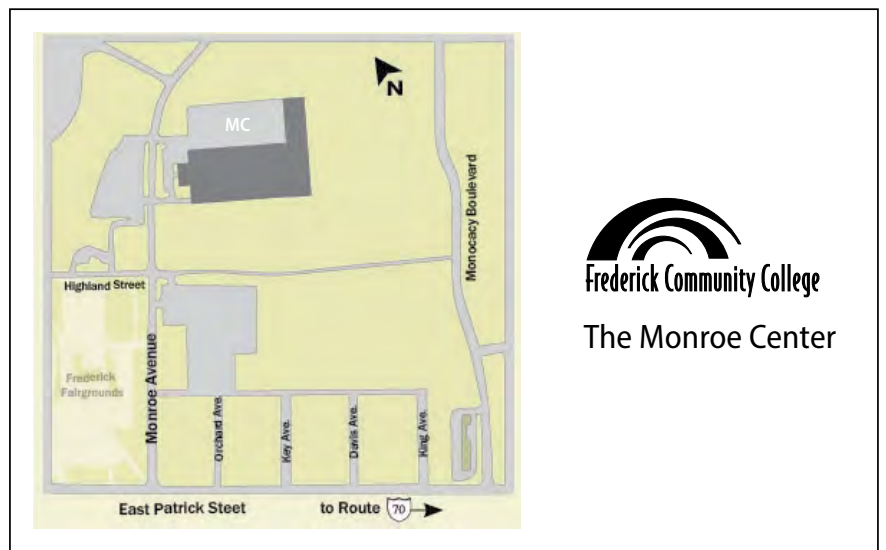 N
MC
Monocacy Boulevard
Highland Street
Frederick
Fairgrounds
Monroe Avenue
Orchard Ave.
Key Ave.
Davis Ave.
King Ave.
East Patrick Steet
to Route 70
Frederick Community College
The Monroe Center